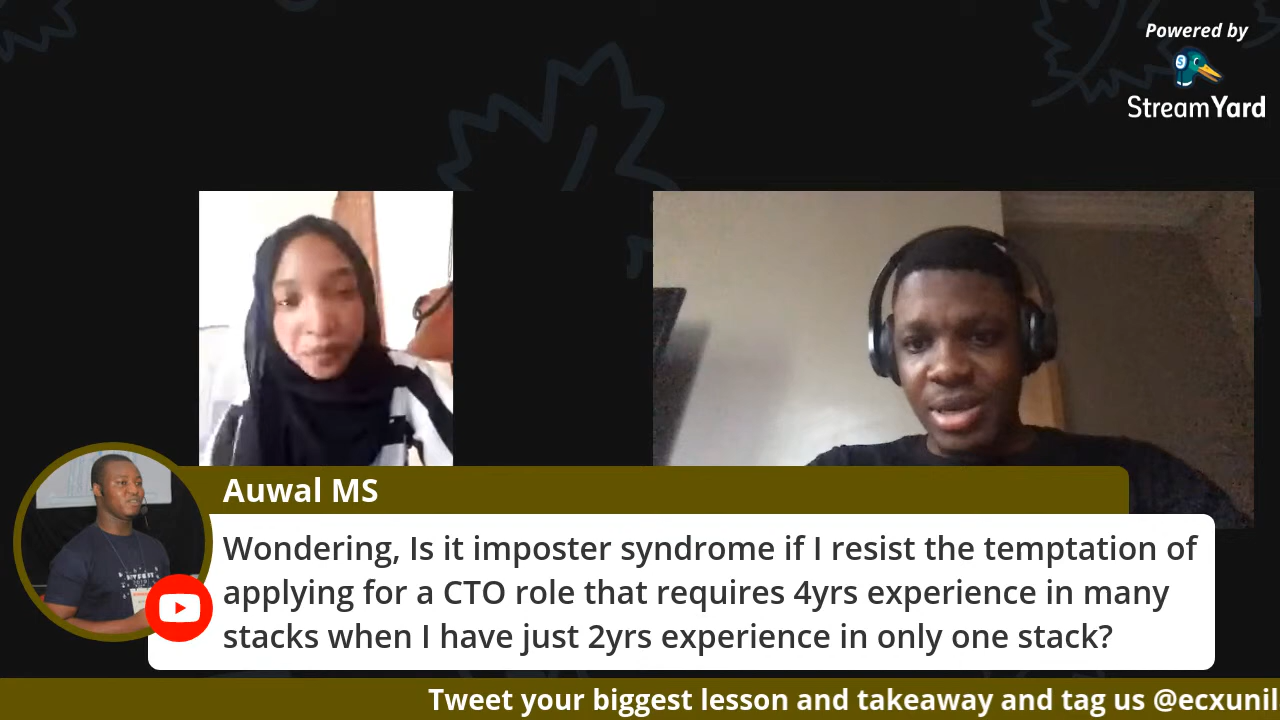 Powered by
StreamYard
Auwal MS
Wondering, Is it imposter syndrome if I resist the temptation of
applying for a CTO role that requires 4yrs experience in many
stacks when I have just 2yrs experience in only one stack?
Tweet your biggest lesson and takeaway and tag us @ecxunil